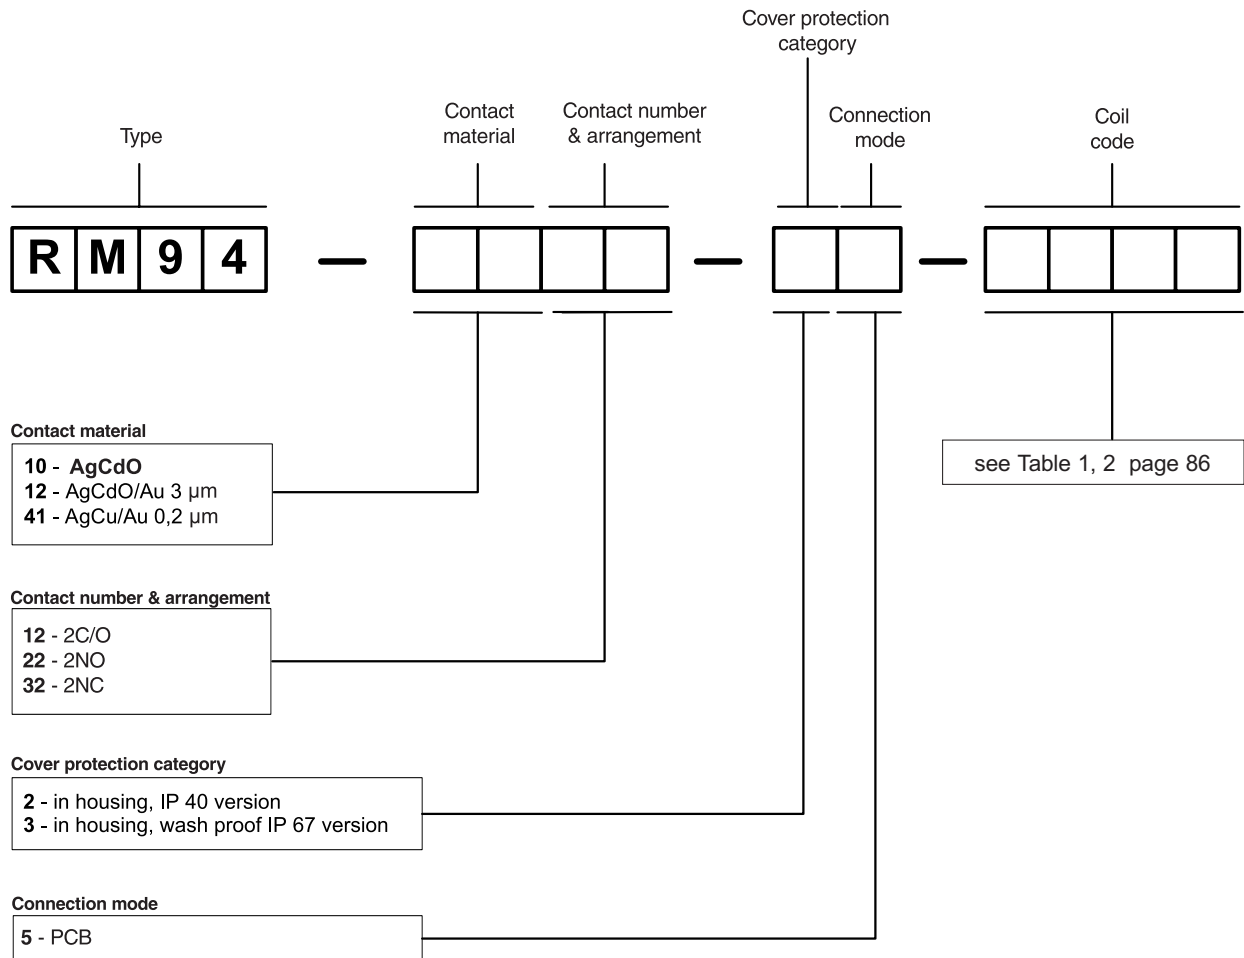 Cover protection
category
Type
Contact
material
Contact number
& arrangement
Connection
mode
Coil
code
RM94 — — —
Contact material
10 - AgCdO
12 - AgCdO/Au 3 µm
41 - AgCu/Au 0,2 µm
see Table 1, 2 page 86
Contact number & arrangement
12 - 2C/O
22 - 2NO
32 - 2NC
Cover protection category
2 - in housing, IP 40 version
3 - in housing, wash proof IP 67 version
Connection mode
5 - PCB